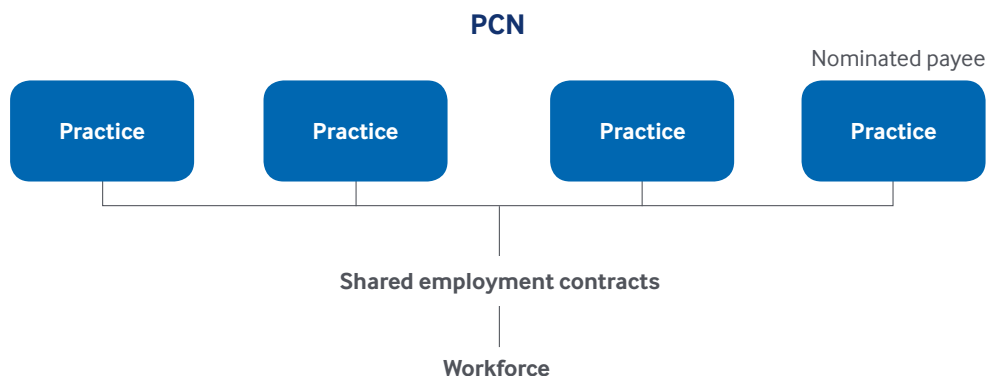 PCN
Nominated payee
Practice
Practice
Practice
Practice
Shared employment contracts
Workforce